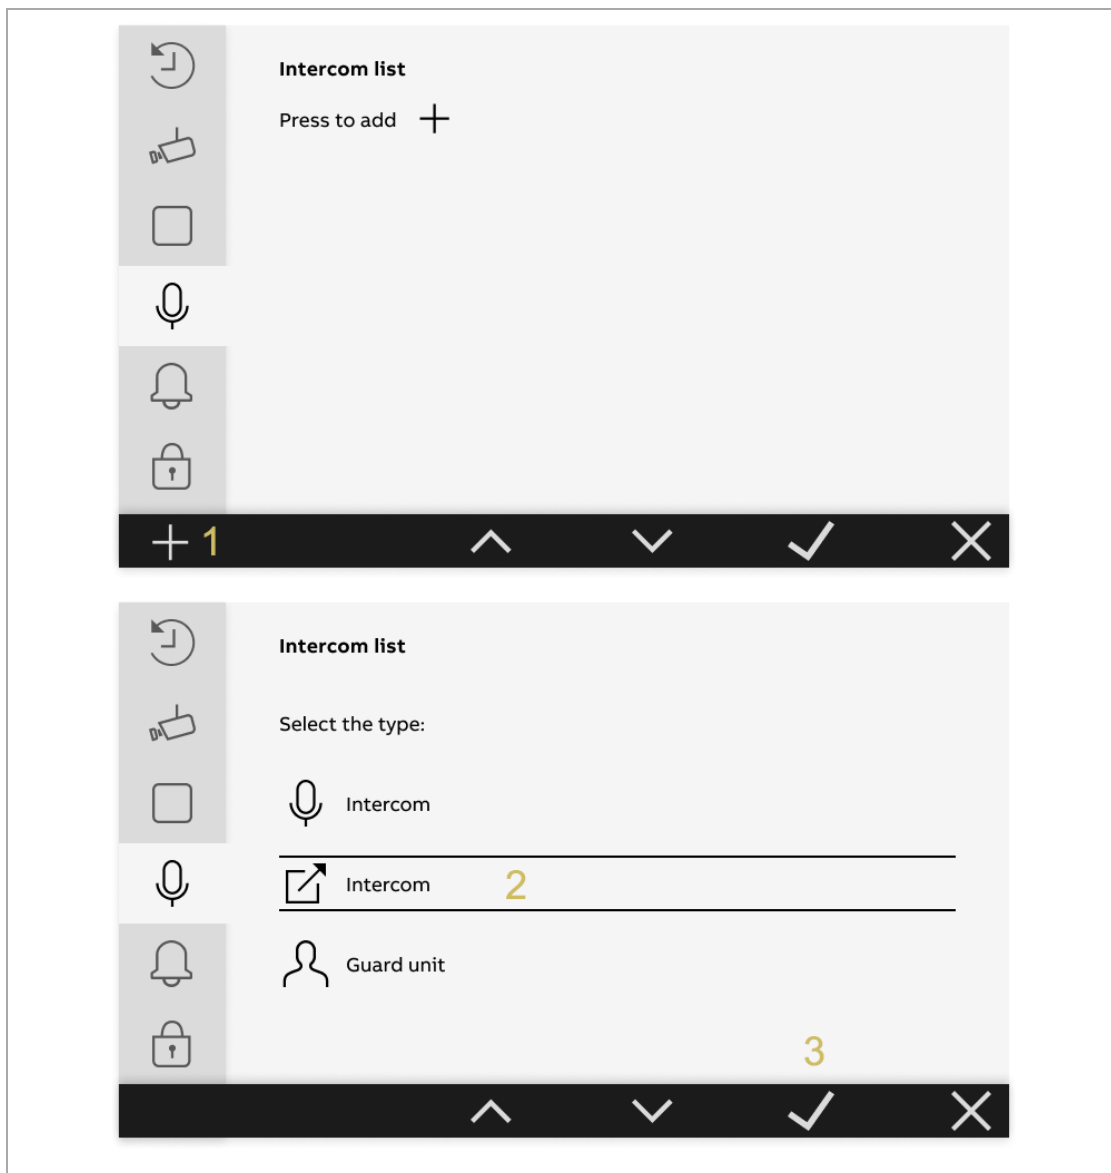 Intercom list
Press to add
1
Intercom list
Select the type:
Intercom
Intercom 2
Guard unit
3